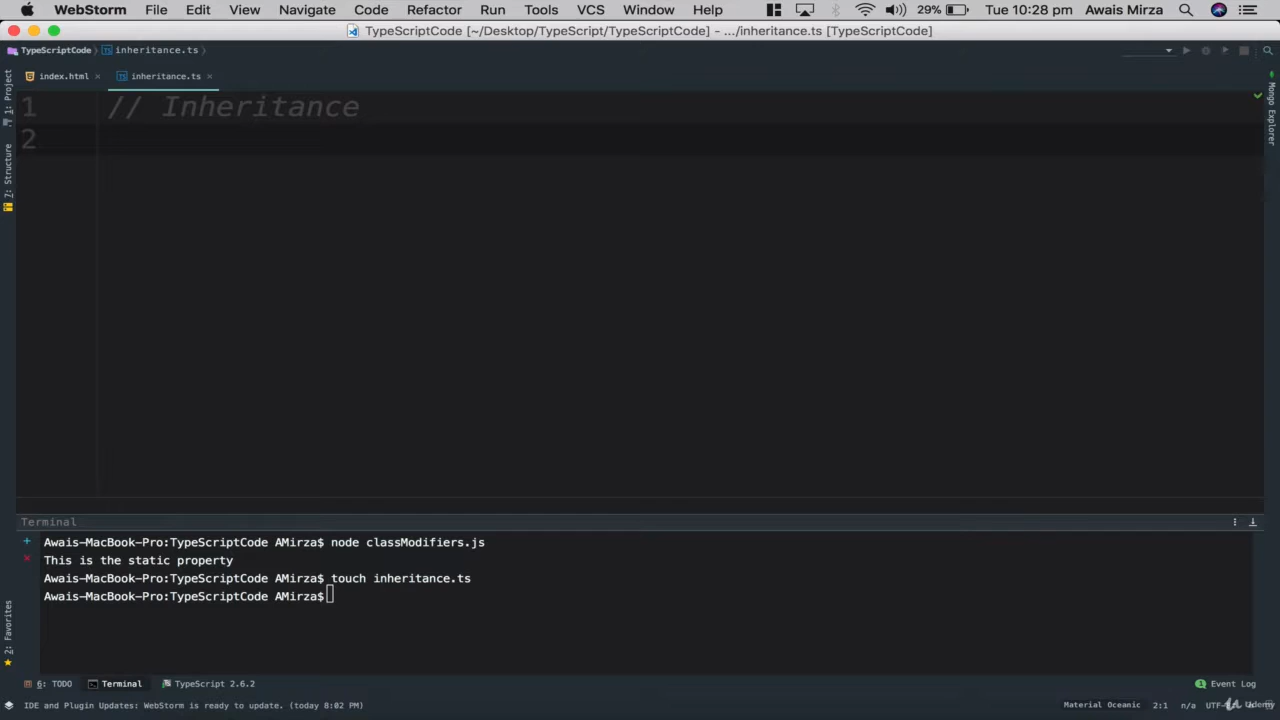 WebStorm File Edit View Navigate Code Refactor Run Tools VCS Window Help 29% Tue 10:28 pm Awais Mirza
TypeScriptCode [~/Desktop/TypeScript/TypeScriptCode] - .../inheritance.ts [TypeScriptCode]
TypeScriptCode inheritance.ts
index.html × inheritance.ts ×
1: Project
7: Structure
2: Favorites
Mongo Explorer
1 // Inheritance
2
Terminal
Awais-MacBook-Pro:TypeScriptCode AMirza$ node classModifiers.js
This is the static property
Awais-MacBook-Pro:TypeScriptCode AMirza$ touch inheritance.ts
Awais-MacBook-Pro:TypeScriptCode AMirza$
6: TODO Terminal TypeScript 2.6.2 1 Event Log
IDE and Plugin Updates: WebStorm is ready to update. (today 8:02 PM) Material Oceanic 2:1 n/a Udemy